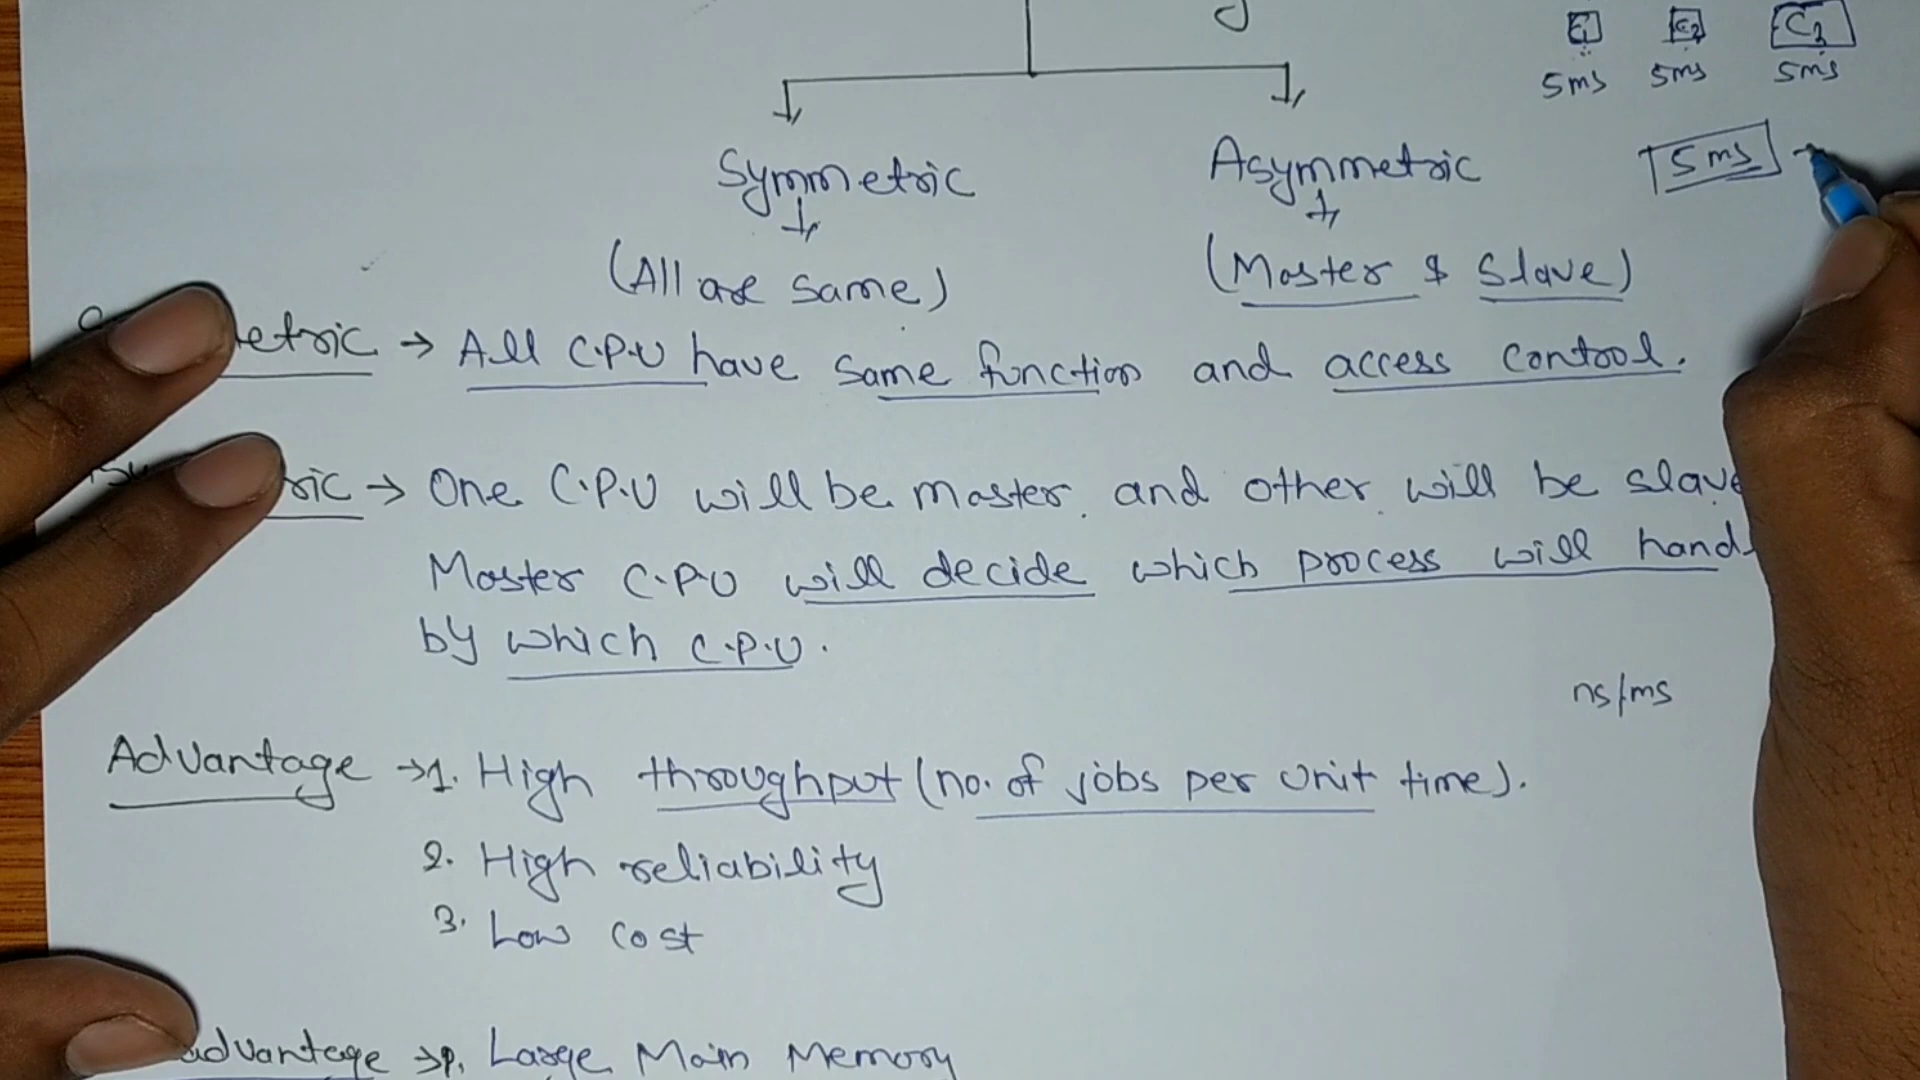 C1 C2 C3
5ms 5ms 5ms
5 ms
Symmetric Asymmetric
(All are same) (Master & Slave)
etric → All C.P.U have same function and access control.
ric → One C.P.U will be master and other will be slave
Master C.P.U will decide which process will hand
by which C.P.U.
ns/ms
Advantage → 1. High throughput (no. of jobs per unit time).
2. High reliability
3. Low cost
advantage → 1. Large Main Memory